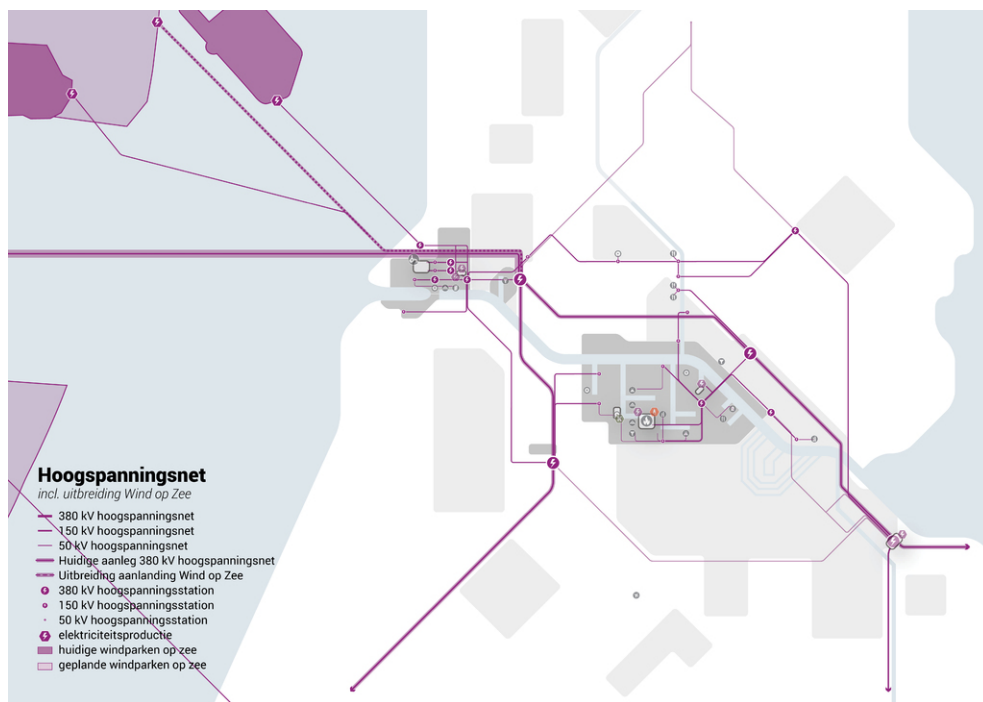 Hoogspanningsnet
incl. uitbreiding Wind op Zee
380 kV hoogspanningsnet
150 kV hoogspanningsnet
50 kV hoogspanningsnet
Huidige aanleg 380 kV hoogspanningsnet
Uitbreiding aanlanding Wind op Zee
380 kV hoogspanningsstation
150 kV hoogspanningsstation
50 kV hoogspanningsstation
elektriciteitsproductie
huidige windparken op zee
geplande windparken op zee